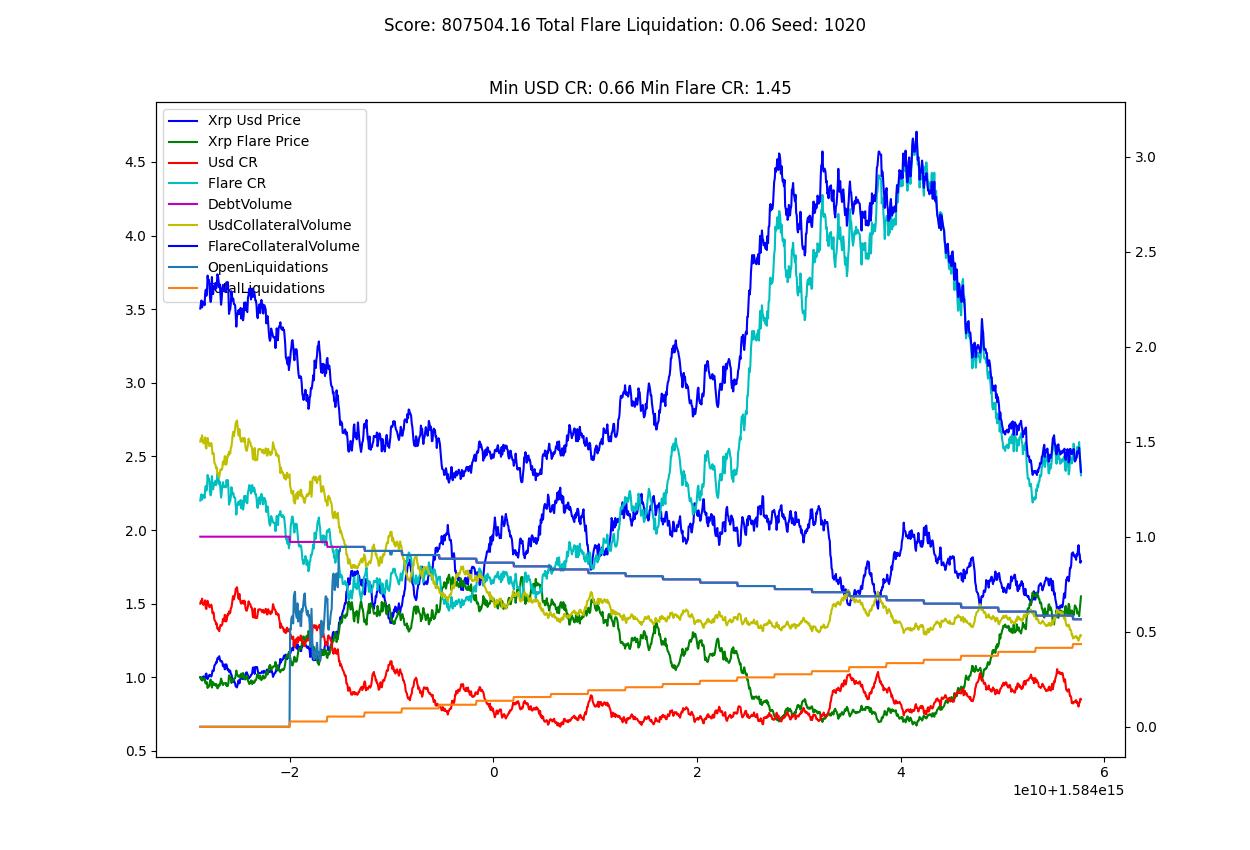 Score: 807504.16 Total Flare Liquidation: 0.06 Seed: 1020
Min USD CR: 0.66 Min Flare CR: 1.45
Xrp Usd Price
Xrp Flare Price
Usd CR
Flare CR
DebtVolume
UsdCollateralVolume
FlareCollateralVolume
OpenLiquidations
TotalLiquidations
4.5
4.0
3.5
3.0
2.5
2.0
1.5
1.0
0.5
3.0
2.5
2.0
1.5
1.0
0.5
0.0
−2
0
2
4
6
1e10+1.584e15